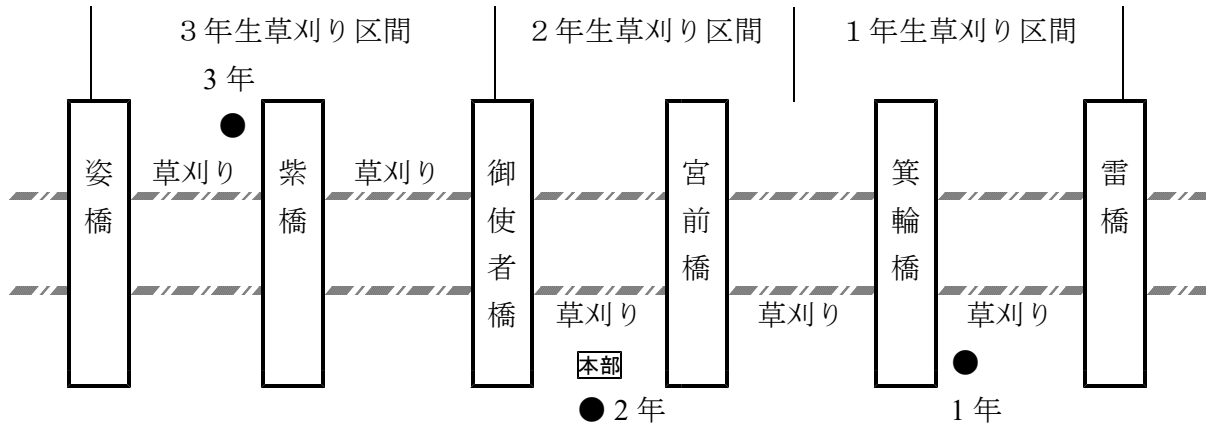 ３年生草刈り区間
２年生草刈り区間
１年生草刈り区間
3 年
姿橋
草刈り
紫橋
草刈り
御使者橋
宮前橋
箕輪橋
雷橋
草刈り
草刈り
草刈り
本部
2 年
1 年